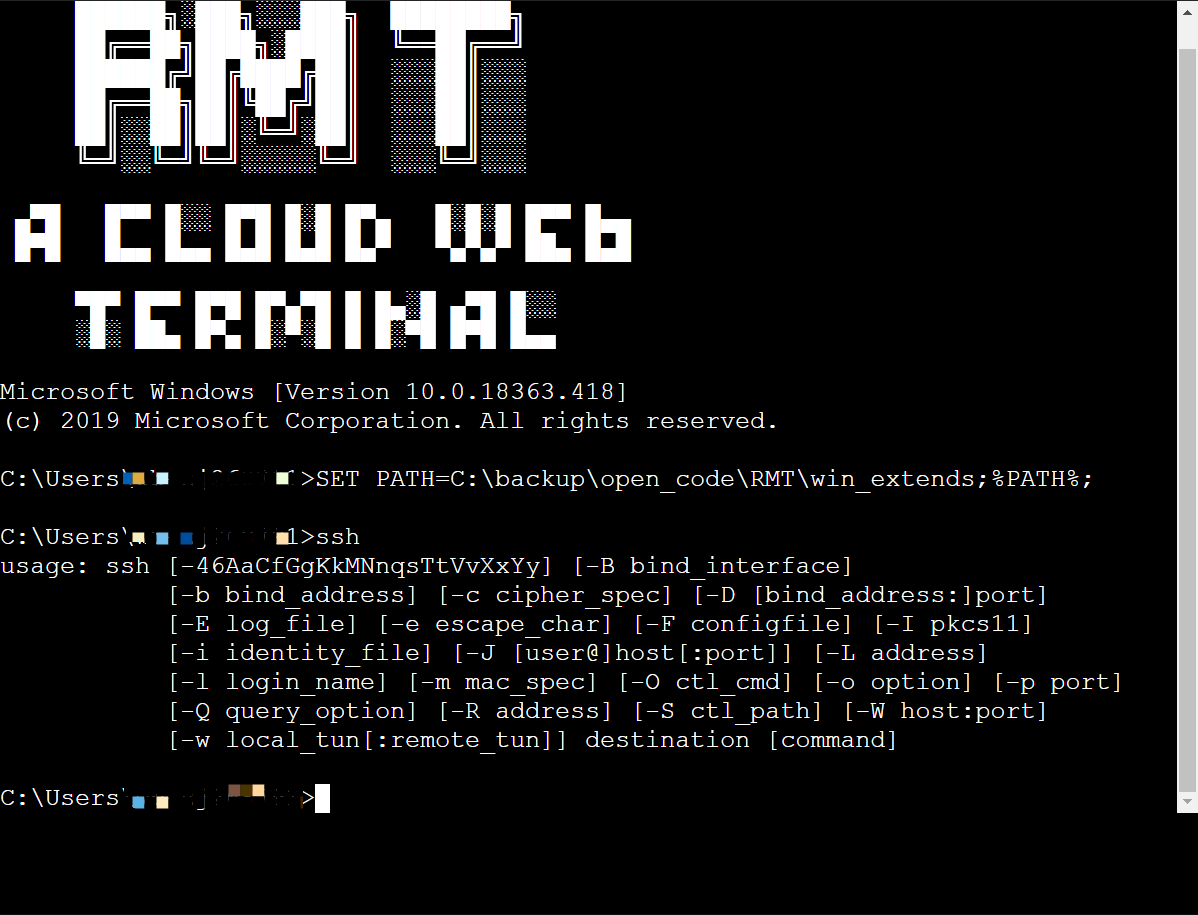 RMT
A CLOUD WEB
TERMINAL
Microsoft Windows [Version 10.0.18363.418]
(c) 2019 Microsoft Corporation. All rights reserved.
C:\Users\ >SET PATH=C:\backup\open_code\RMT\win_extends;%PATH%;
C:\Users\ 1>ssh
usage: ssh [-46AaCfGgKkMNnqsTtVvXxYy] [-B bind_interface]
[-b bind_address] [-c cipher_spec] [-D [bind_address:]port]
[-E log_file] [-e escape_char] [-F configfile] [-I pkcs11]
[-i identity_file] [-J [user@]host[:port]] [-L address]
[-l login_name] [-m mac_spec] [-O ctl_cmd] [-o option] [-p port]
[-Q query_option] [-R address] [-S ctl_path] [-W host:port]
[-w local_tun[:remote_tun]] destination [command]
C:\Users >